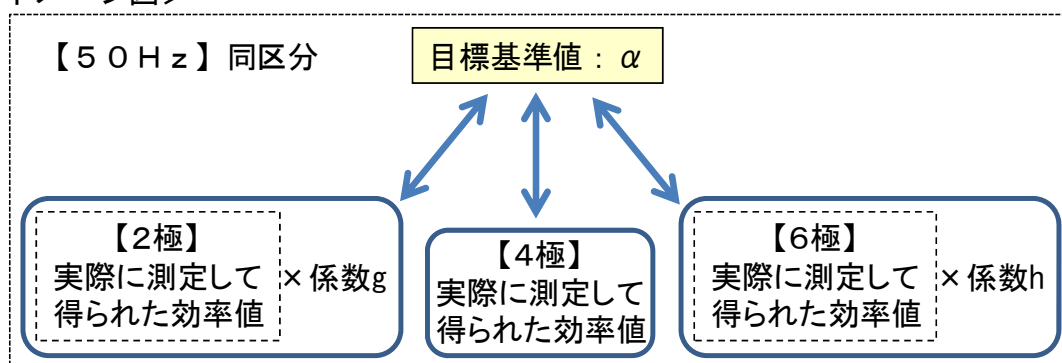 【５０Ｈｚ】同区分
目標基準値：α
【2極】
実際に測定して
得られた効率値
×係数g
【4極】
実際に測定して
得られた効率値
【6極】
実際に測定して
得られた効率値
×係数h